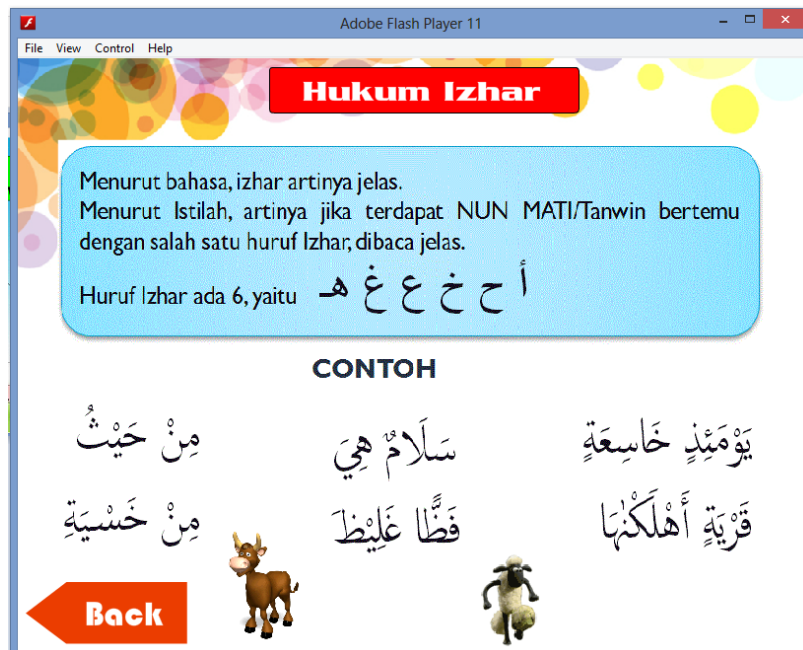 Adobe Flash Player 11
File View Control Help
Hukum Izhar
Menurut bahasa, izhar artinya jelas.
Menurut Istilah, artinya jika terdapat NUN MATI/Tanwin bertemu
dengan salah satu huruf Izhar, dibaca jelas.
Huruf Izhar ada 6, yaitu أ ح خ ع غ هـ
CONTOH
يَوْمَئِذٍ خَاسِعَةٍ سَلَامٌ هِيَ مِنْ حَيْثُ
قَرْيَةٍ أَهْلَكْنٰهَا فَظًّا غَلِيْظَ مِنْ خَسْيَةِ
Back